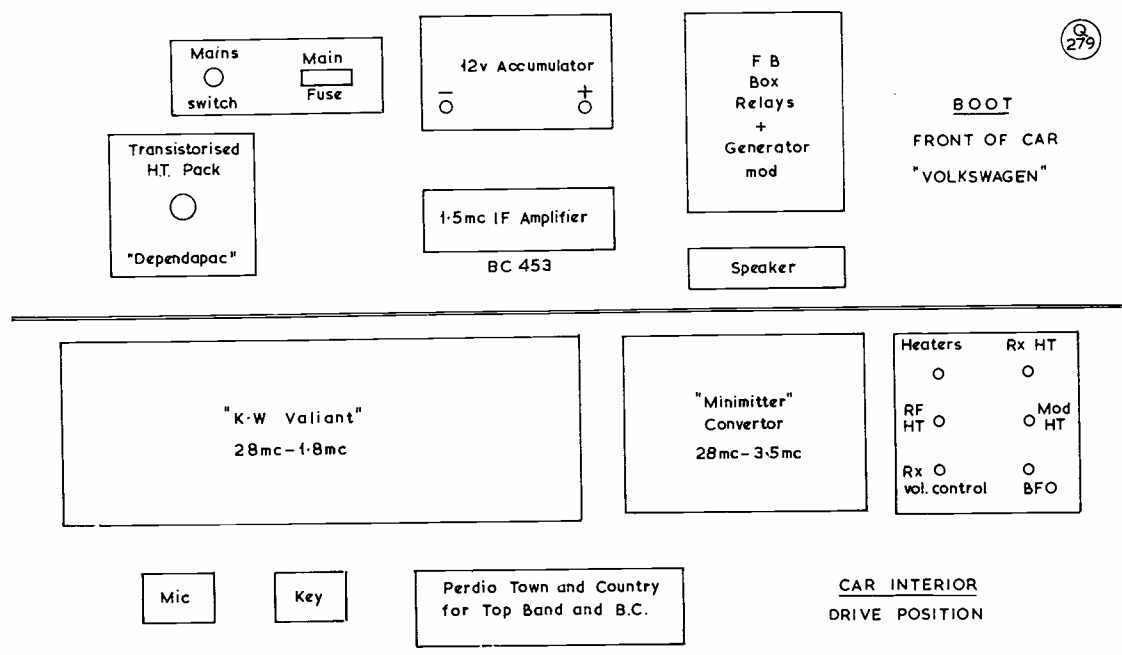 Mains
switch
Main
Fuse
12v Accumulator
− +
F B
Box
Relays
+
Generator
mod
Q
279
BOOT
FRONT OF CAR
"VOLKSWAGEN"
Transistorised
H.T. Pack
"Dependapac"
1·5mc IF Amplifier
BC 453
Speaker
"K·W Valiant"
28mc–1·8mc
"Minimitter"
Convertor
28mc–3·5mc
Heaters
Rx HT
RF
HT
Mod
HT
Rx
vol. control
BFO
Mic
Key
Perdio Town and Country
for Top Band and B.C.
CAR INTERIOR
DRIVE POSITION